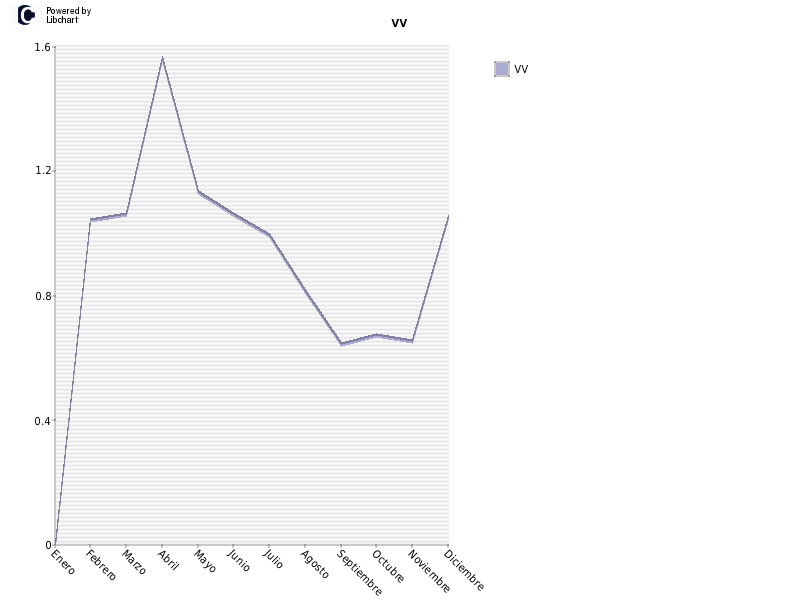 Powered by
Libchart
VV
VV
1.6
1.2
0.8
0.4
0
Enero
Febrero
Marzo
Abril
Mayo
Junio
Julio
Agosto
Septiembre
Octubre
Noviembre
Diciembre